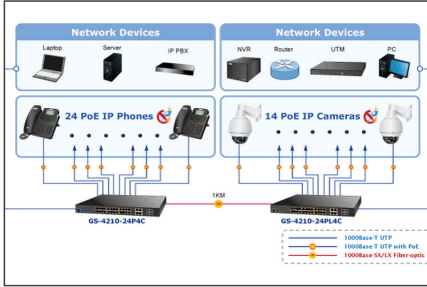 Network Devices
Laptop
Server
IP PBX
Network Devices
NVR
Router
UTM
PC
24 PoE IP Phones
14 PoE IP Cameras
1KM
GS-4210-24P4C
GS-4210-24PL4C
1000Base-T UTP
1000Base-T UTP with PoE
1000Base-SX/LX Fiber-optic